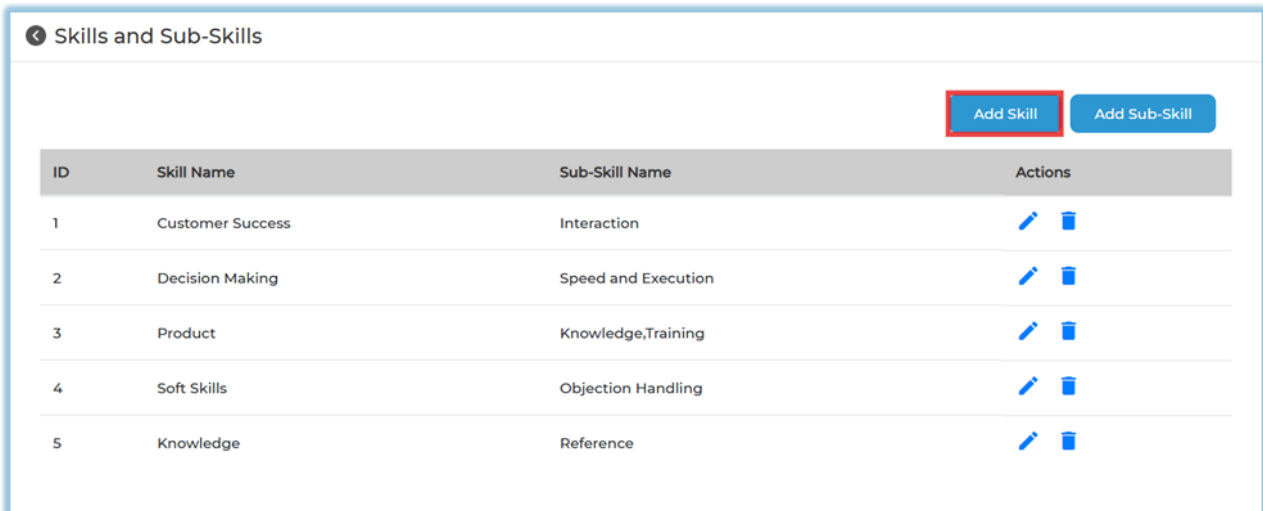 Skills and Sub-Skills
Add Skill Add Sub-Skill
ID Skill Name Sub-Skill Name Actions
1 Customer Success Interaction
2 Decision Making Speed and Execution
3 Product Knowledge,Training
4 Soft Skills Objection Handling
5 Knowledge Reference